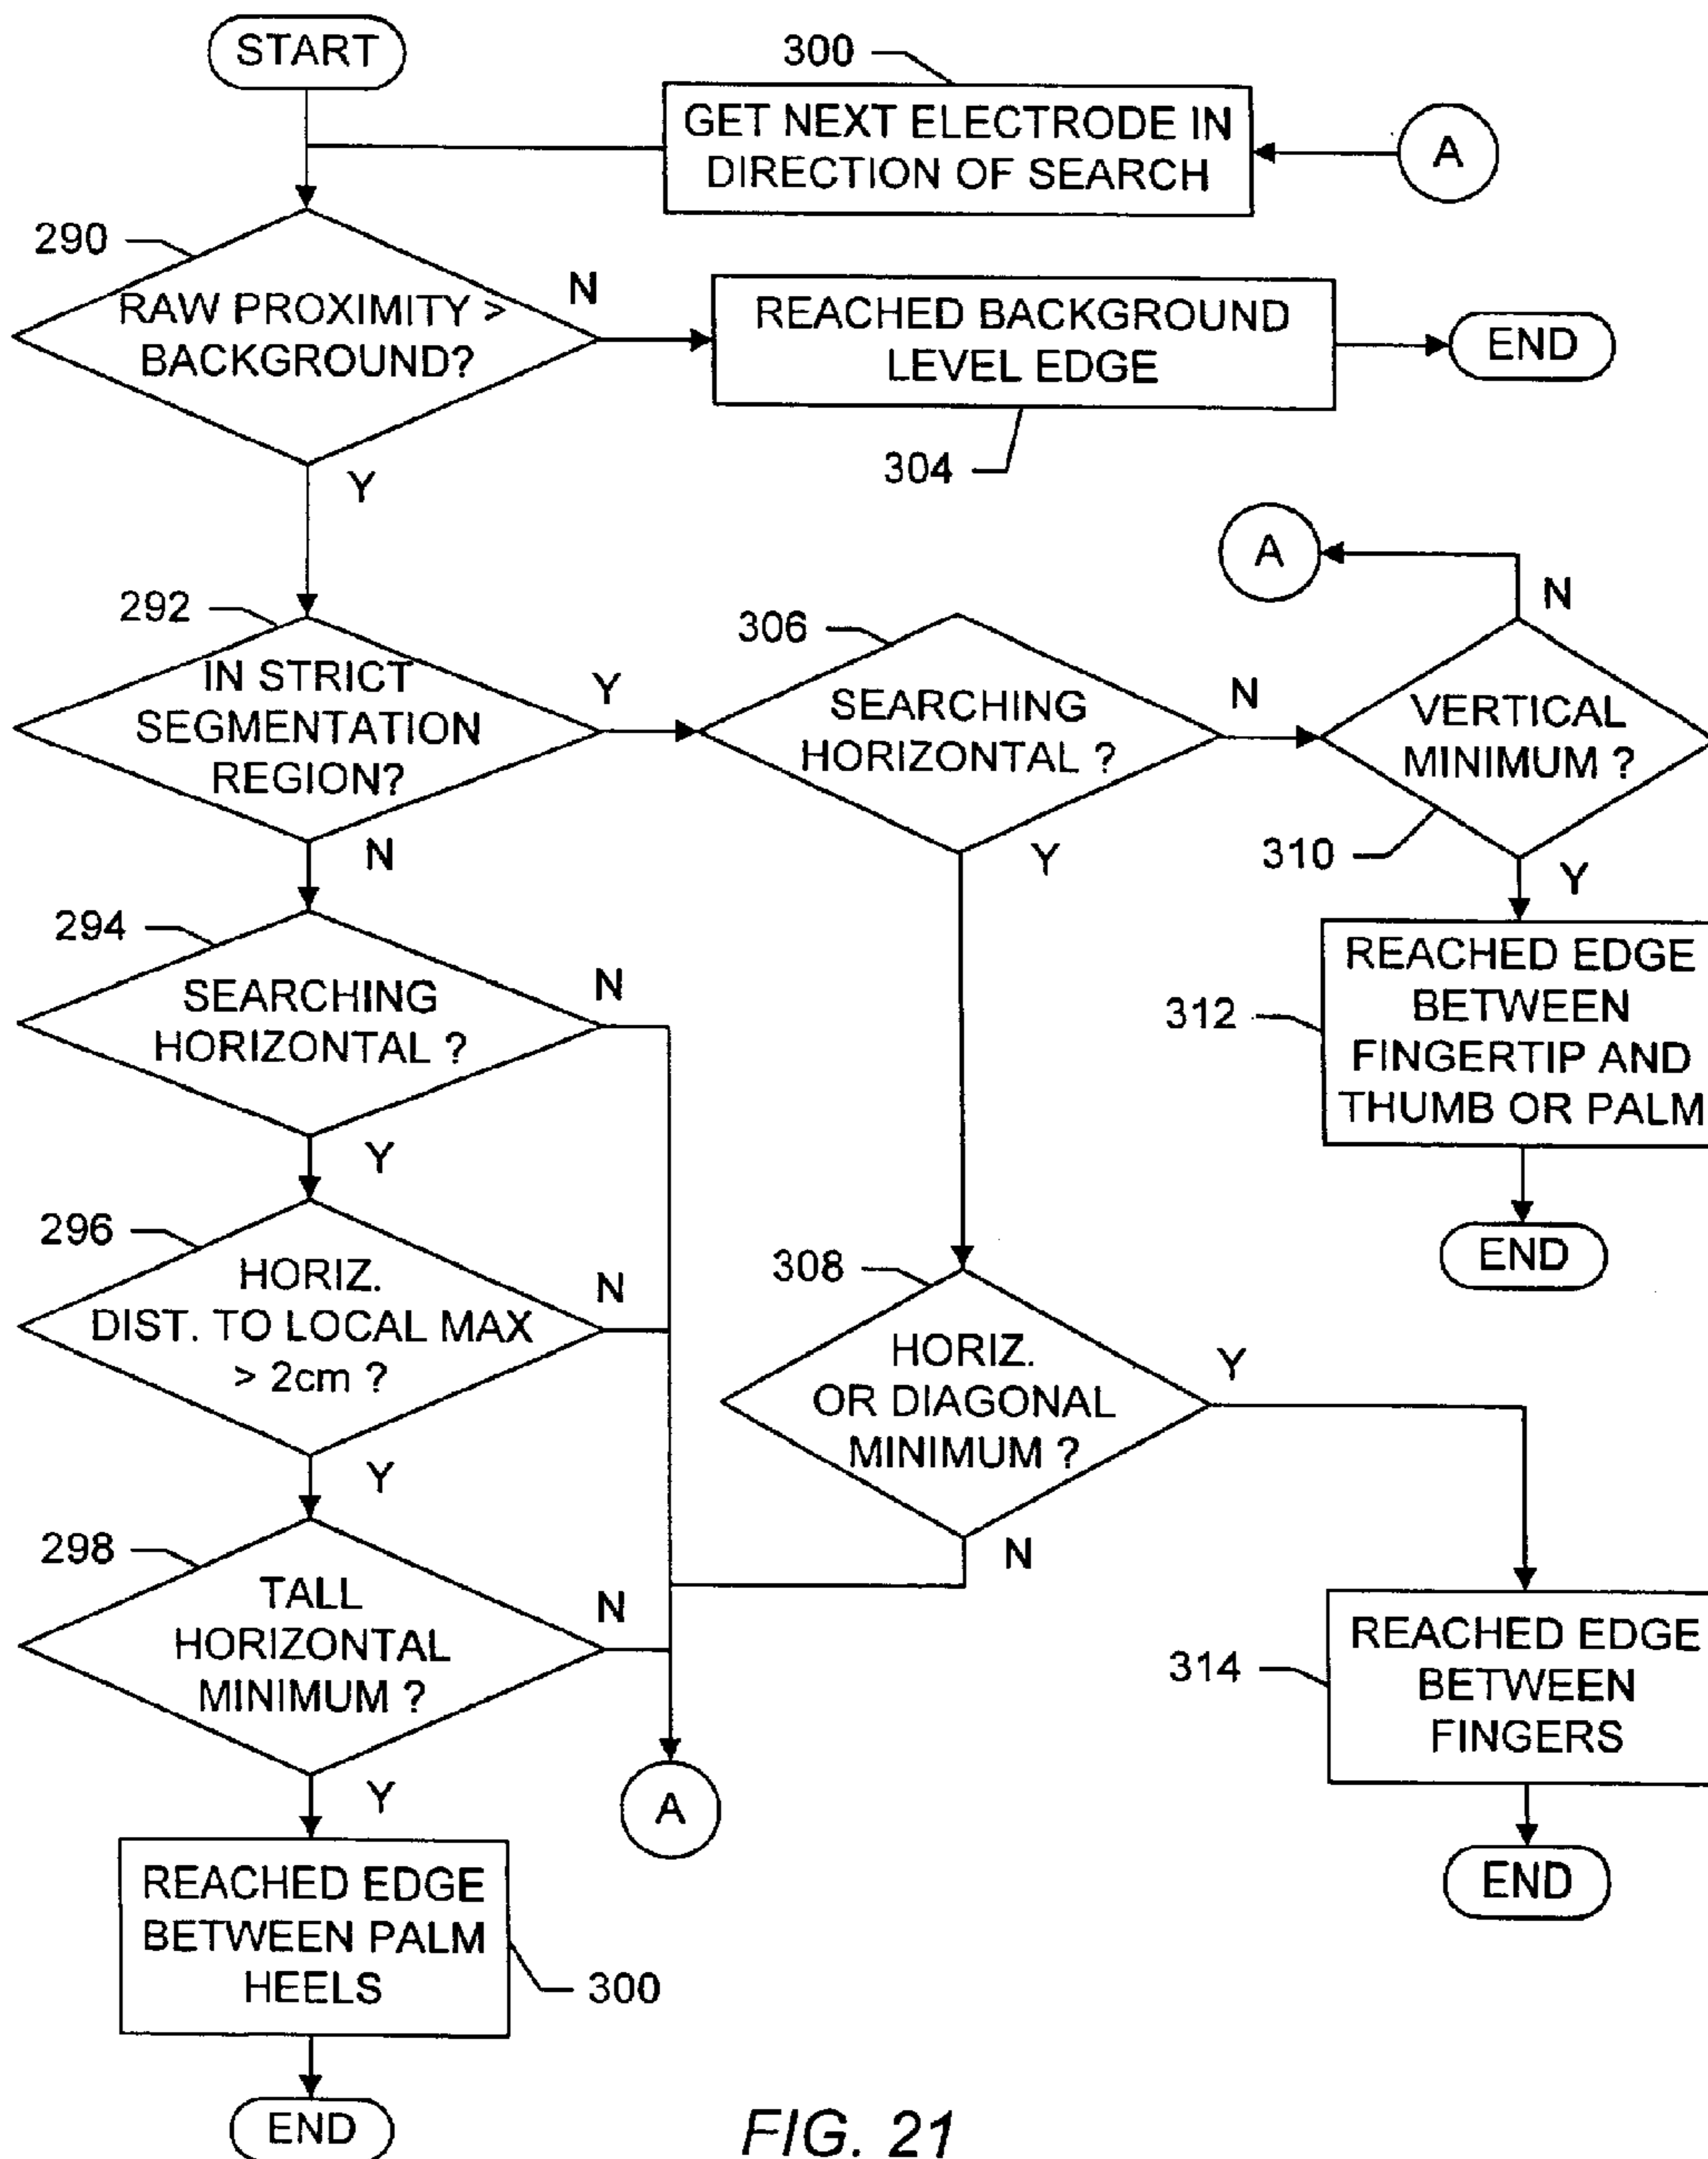 START
300
GET NEXT ELECTRODE IN
DIRECTION OF SEARCH
A
290
RAW PROXIMITY >
BACKGROUND?
N
REACHED BACKGROUND
LEVEL EDGE
END
304
Y
A
N
292
IN STRICT
SEGMENTATION
REGION?
Y
306
SEARCHING
HORIZONTAL ?
N
VERTICAL
MINIMUM ?
310
N
Y
Y
294
SEARCHING
HORIZONTAL ?
N
312
REACHED EDGE
BETWEEN
FINGERTIP AND
THUMB OR PALM
END
Y
296
HORIZ.
DIST. TO LOCAL MAX
> 2cm ?
N
308
HORIZ.
OR DIAGONAL
MINIMUM ?
Y
N
Y
298
TALL
HORIZONTAL
MINIMUM ?
N
314
REACHED EDGE
BETWEEN
FINGERS
END
A
Y
REACHED EDGE
BETWEEN PALM
HEELS
300
END
FIG. 21